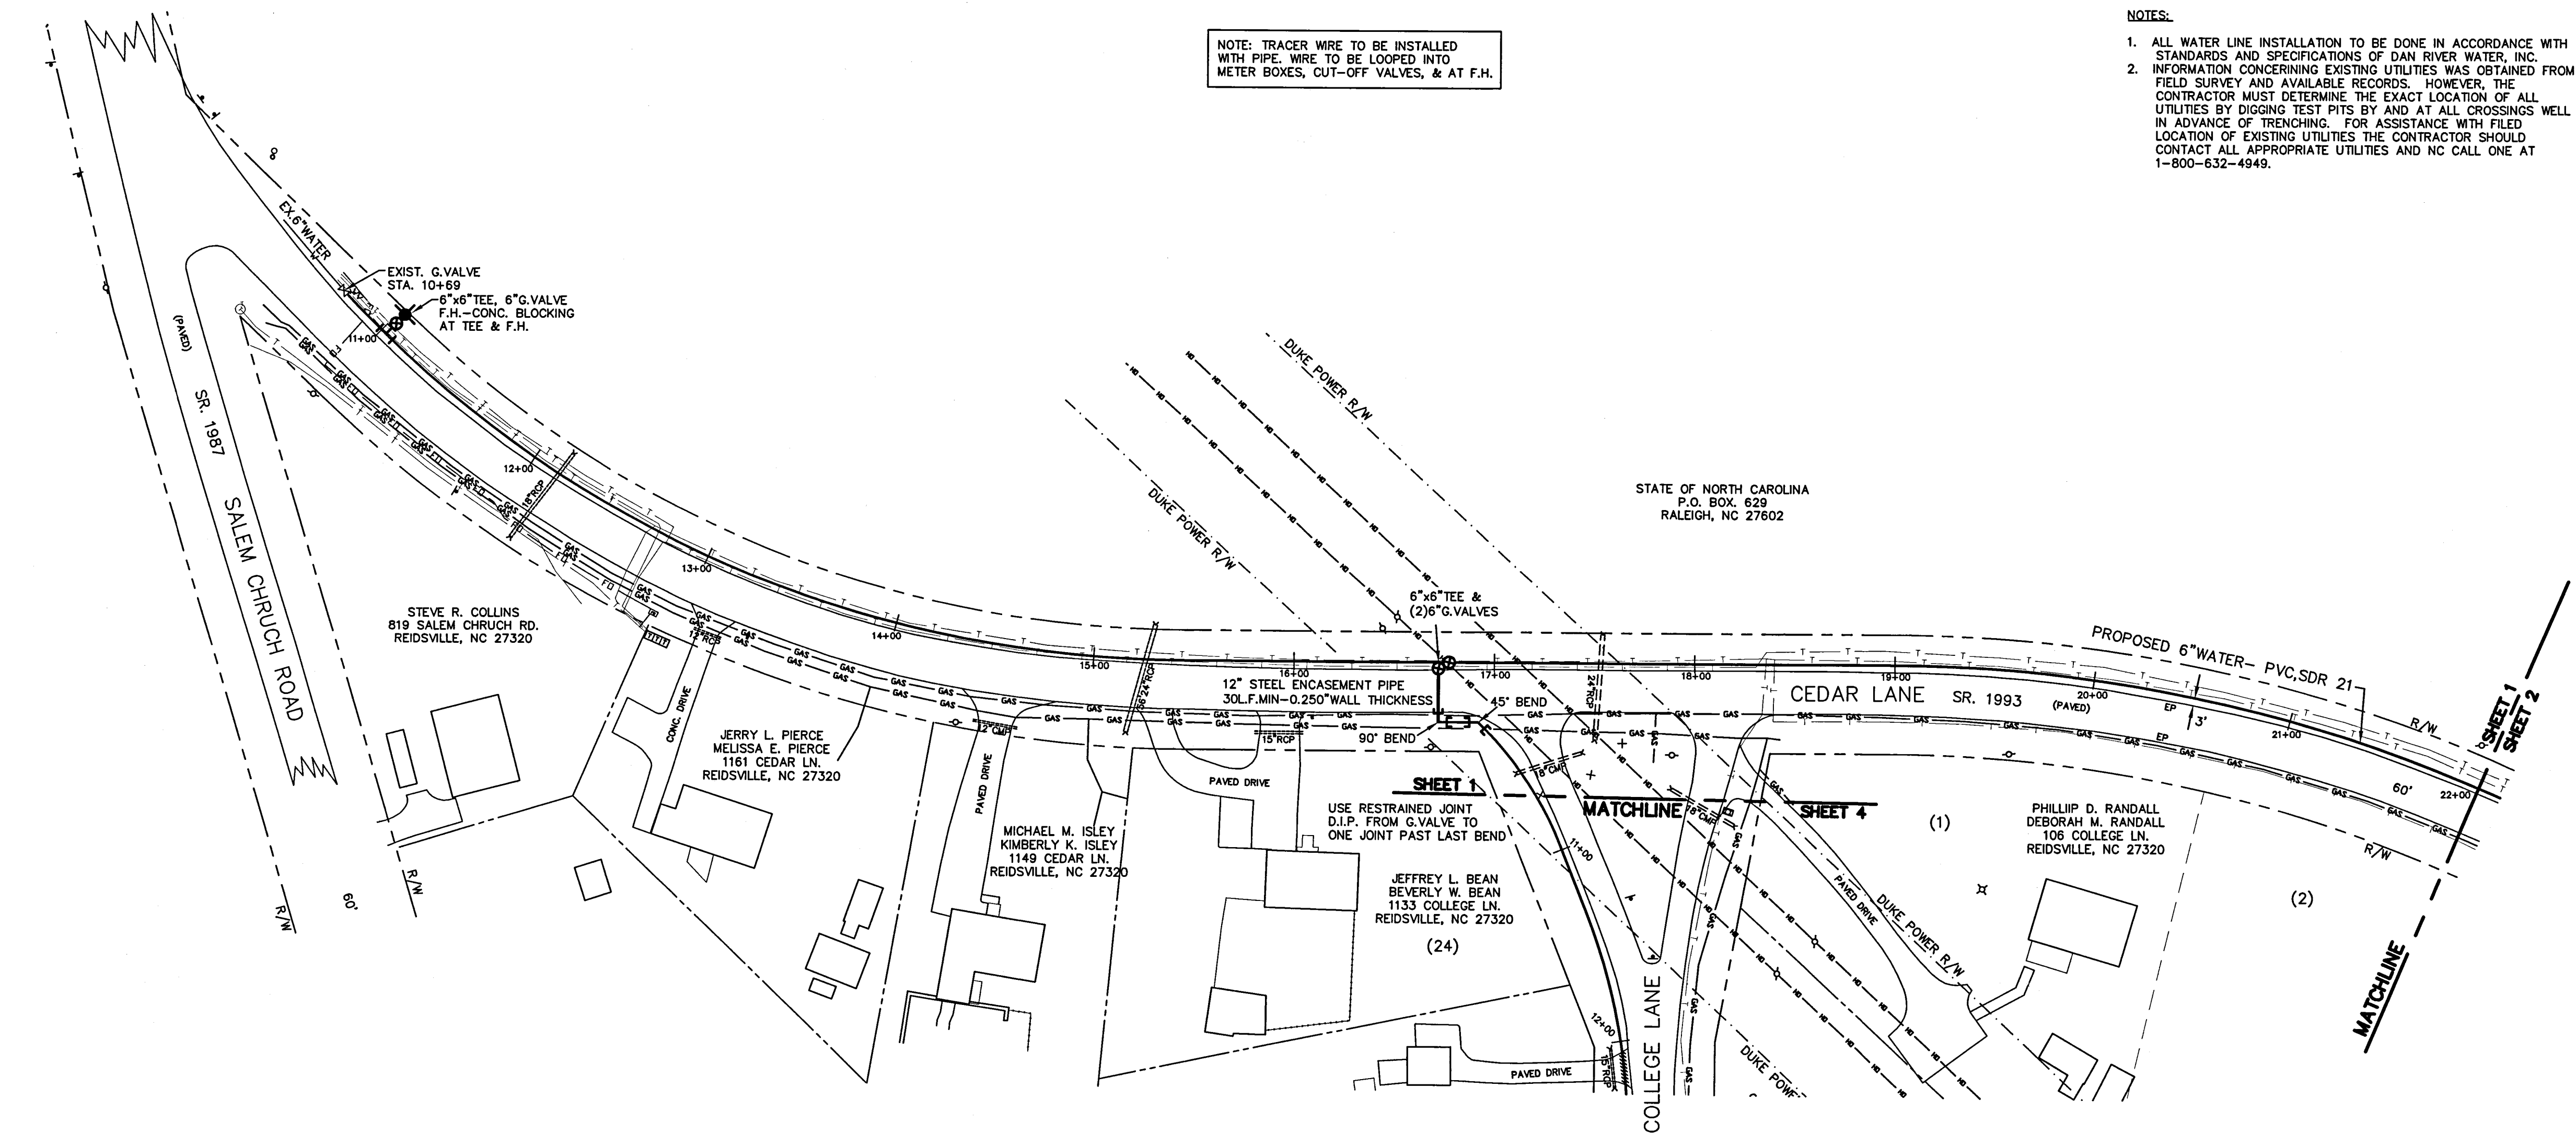 NOTE: TRACER WIRE TO BE INSTALLED
WITH PIPE. WIRE TO BE LOOPED INTO
METER BOXES, CUT-OFF VALVES, & AT F.H.
NOTES:
1. ALL WATER LINE INSTALLATION TO BE DONE IN ACCORDANCE WITH
STANDARDS AND SPECIFICATIONS OF DAN RIVER WATER, INC.
2. INFORMATION CONCERINING EXISTING UTILITIES WAS OBTAINED FROM
FIELD SURVEY AND AVAILABLE RECORDS. HOWEVER, THE
CONTRACTOR MUST DETERMINE THE EXACT LOCATION OF ALL
UTILITIES BY DIGGING TEST PITS BY AND AT ALL CROSSINGS WELL
IN ADVANCE OF TRENCHING. FOR ASSISTANCE WITH FILED
LOCATION OF EXISTING UTILITIES THE CONTRACTOR SHOULD
CONTACT ALL APPROPRIATE UTILITIES AND NC CALL ONE AT
1-800-632-4949.
EX.6"WATER
EXIST. G.VALVE
STA. 10+69
6"x6"TEE, 6"G.VALVE
F.H.-CONC. BLOCKING
AT TEE & F.H.
11+00
(PAVED)
SR. 1987
SALEM CHRUCH ROAD
12+00
18"RCP
13+00
14+00
15+00
16+00
17+00
18+00
19+00
20+00
21+00
22+00
DUKE POWER R/W
DUKE POWER R/W
STATE OF NORTH CAROLINA
P.O. BOX. 629
RALEIGH, NC 27602
STEVE R. COLLINS
819 SALEM CHRUCH RD.
REIDSVILLE, NC 27320
12"RCP
56'24"RCP
6"x6"TEE &
(2)6"G.VALVES
12" STEEL ENCASEMENT PIPE
30L.F.MIN-0.250"WALL THICKNESS
45° BEND
90° BEND
24"RCP
CEDAR LANE SR. 1993
(PAVED)
PROPOSED 6"WATER- PVC,SDR 21
EP
EP
3'
R/W
SHEET 1
SHEET 2
60'
R/W
CONC. DRIVE
JERRY L. PIERCE
MELISSA E. PIERCE
1161 CEDAR LN.
REIDSVILLE, NC 27320
12"CMP
PAVED DRIVE
15"RCP
PAVED DRIVE
18"CMP
18"CMP
SHEET 1
MATCHLINE
SHEET 4
USE RESTRAINED JOINT
D.I.P. FROM G.VALVE TO
ONE JOINT PAST LAST BEND
MICHAEL M. ISLEY
KIMBERLY K. ISLEY
1149 CEDAR LN.
REIDSVILLE, NC 27320
JEFFREY L. BEAN
BEVERLY W. BEAN
1133 COLLEGE LN.
REIDSVILLE, NC 27320
(24)
11+00
(1)
PHILLIIP D. RANDALL
DEBORAH M. RANDALL
106 COLLEGE LN.
REIDSVILLE, NC 27320
(2)
PAVED DRIVE
DUKE POWER R/W
R/W
60'
R/W
MATCHLINE
12+00
15"RCP
PAVED DRIVE
COLLEGE LANE
DUKE POWER
GAS